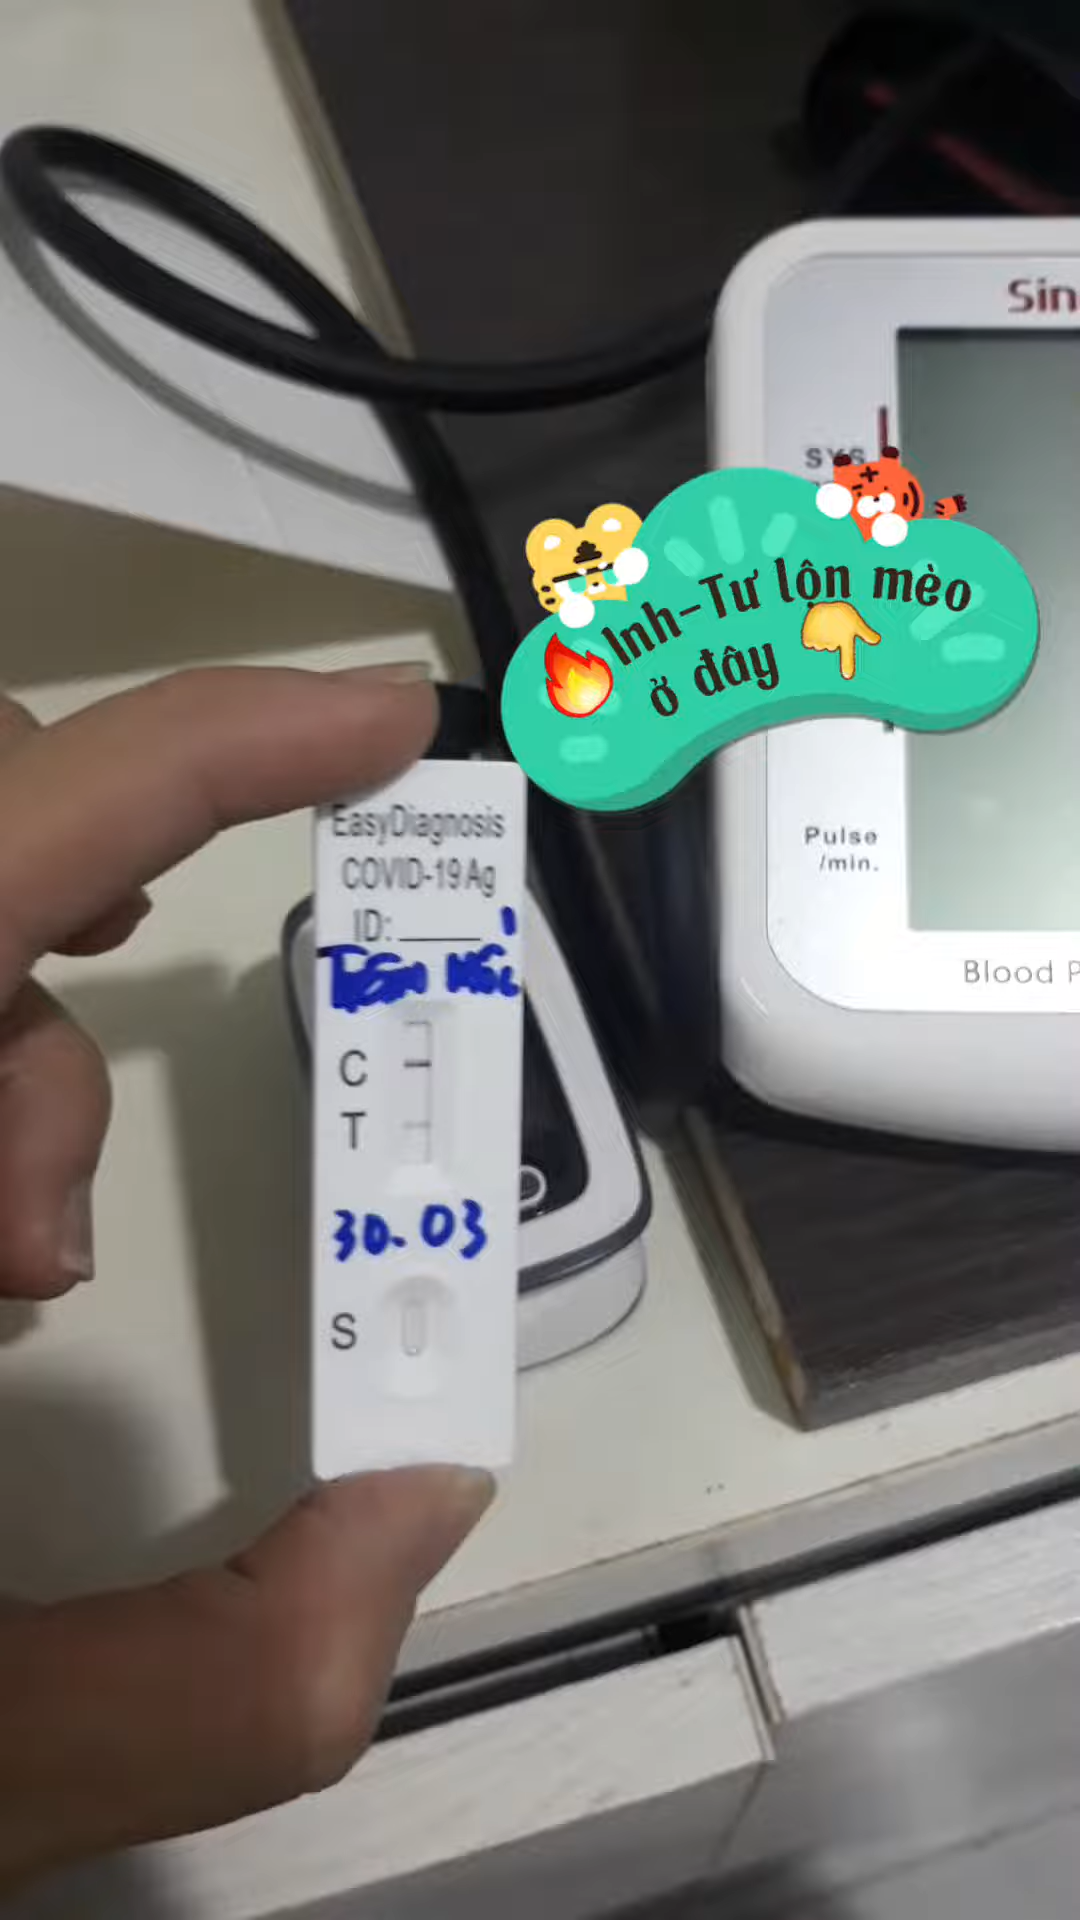 Sin
SYS
Inh-Tư lộn mèo
ở đây
Pulse
/min.
Blood P
EasyDiagnosis
COVID-19 Ag
ID:
C
T
30.03
S